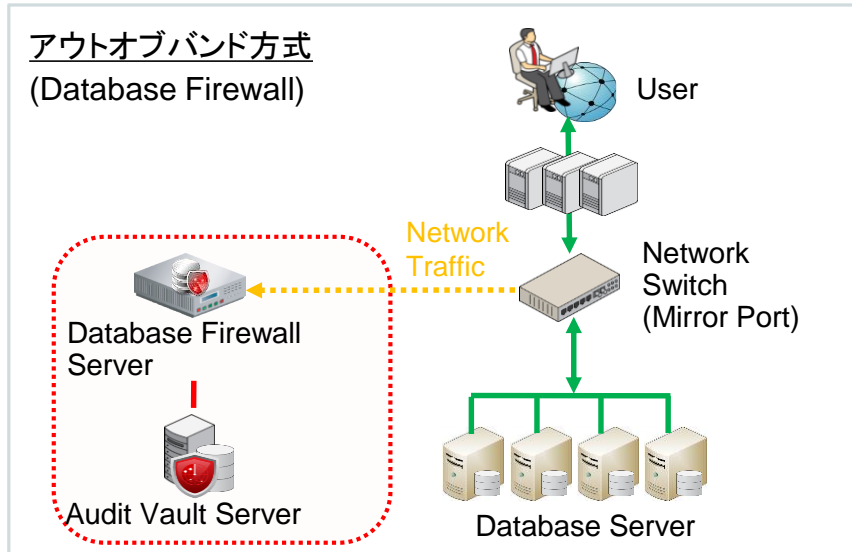 アウトオブバンド方式
(Database Firewall)
User
Network
Traffic
Network
Switch
(Mirror Port)
Database Firewall
Server
Audit Vault Server
Database Server